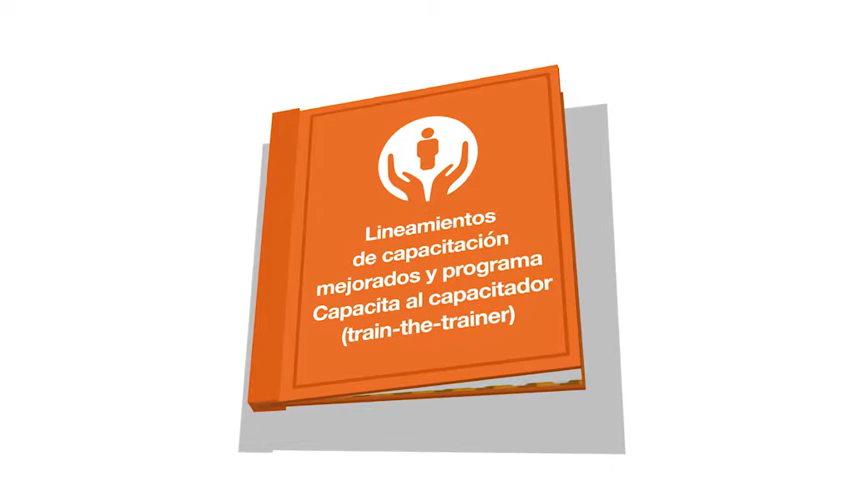 Lineamientos
de capacitación
mejorados y programa
Capacita al capacitador
(train-the-trainer)